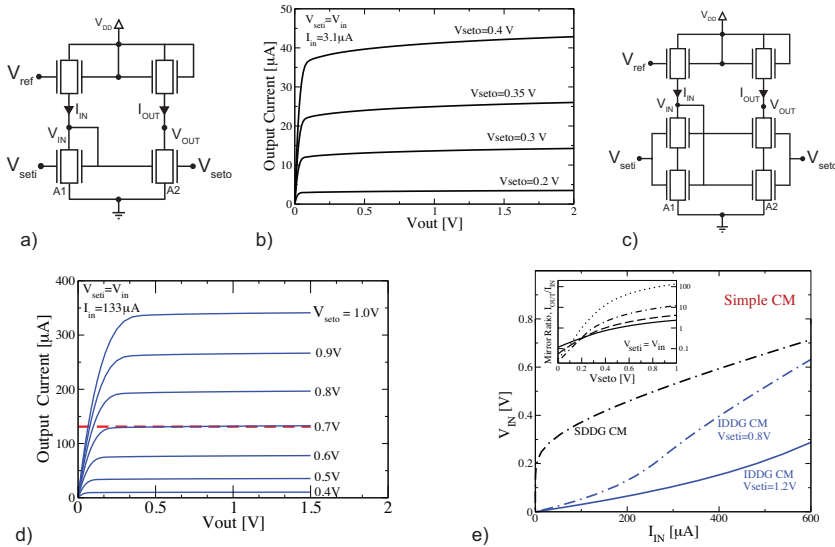 V_DD
V_ref
I_IN
I_OUT
V_IN
V_OUT
V_seti
V_seto
A1
A2
a)
50
40
30
20
10
0
Output Current [µA]
V_seti=V_in
I_in=3.1µA
Vseto=0.4 V
Vseto=0.35 V
Vseto=0.3 V
Vseto=0.2 V
0
0.5
1
1.5
2
Vout [V]
b)
V_DD
V_ref
I_IN
V_IN
I_OUT
V_OUT
V_seti
V_seto
A1
A2
c)
400
300
200
100
0
Output Current [µA]
V_seti=V_in
I_in=133µA
V_seto = 1.0V
0.9V
0.8V
0.7V
0.6V
0.5V
0.4V
0
0.5
1
1.5
2
Vout [V]
d)
1
0.8
0.6
0.4
0.2
0
V_IN [V]
Mirror Ratio, I_OUT/I_IN
100
10
1
0.1
V_seti = V_in
0
0.2
0.4
0.6
0.8
1
Vseto [V]
Simple CM
SDDG CM
IDDG CM
Vseti=0.8V
IDDG CM
Vseti=1.2V
0
200
400
600
I_IN [µA]
e)